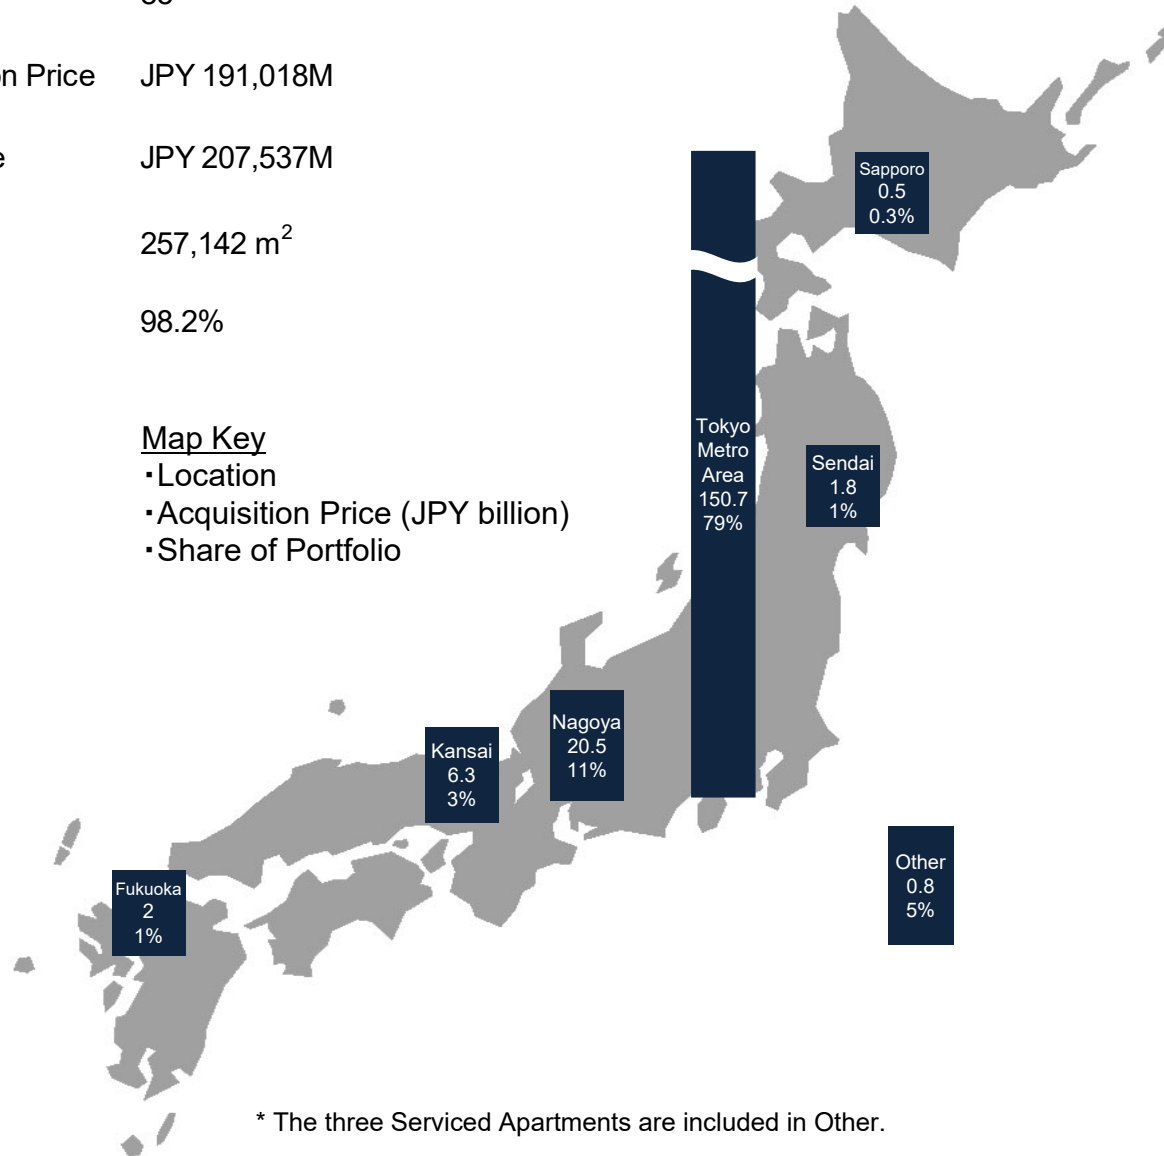 on Price JPY 191,018M
JPY 207,537M
257,142 m²
98.2%
Map Key
・Location
・Acquisition Price (JPY billion)
・Share of Portfolio
Sapporo
0.5
0.3%
Tokyo
Metro
Area
150.7
79%
Sendai
1.8
1%
Nagoya
20.5
11%
Kansai
6.3
3%
Other
0.8
5%
Fukuoka
2
1%
* The three Serviced Apartments are included in Other.